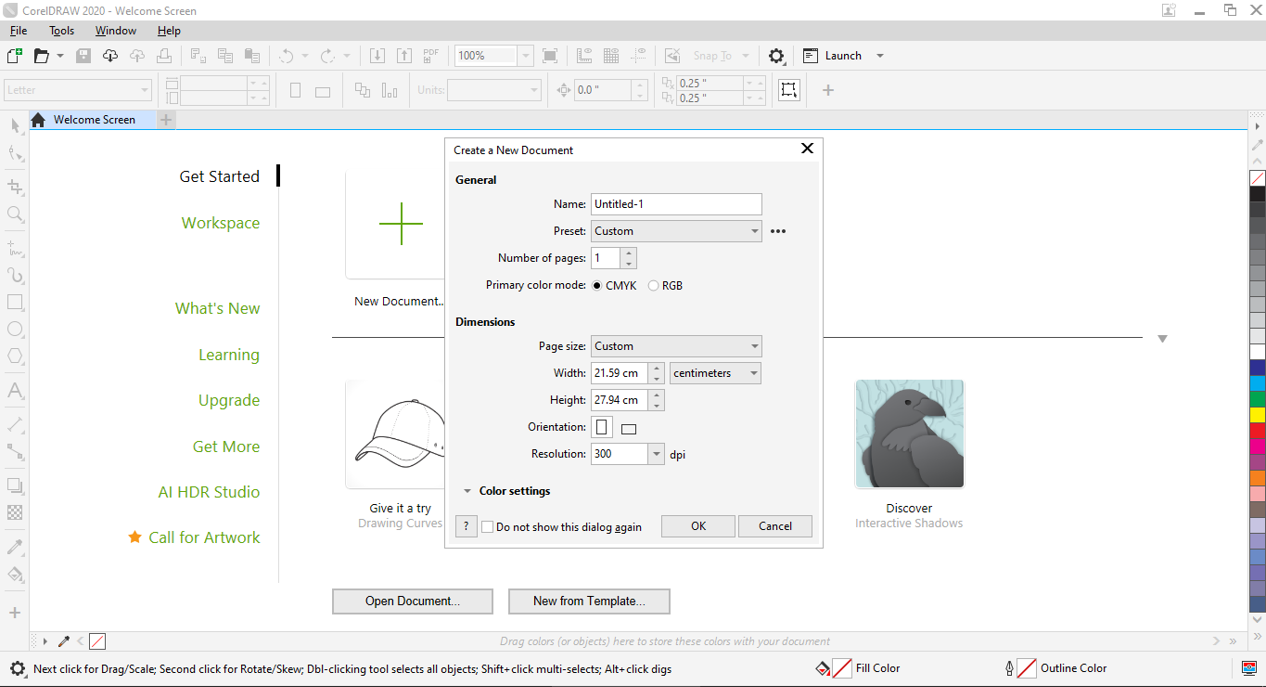 CorelDRAW 2020 - Welcome Screen
File Tools Window Help
PDF 100% Snap To Launch
Letter Units: 0.0 " 0.25 "
0.25 "
Welcome Screen
Get Started
Workspace
What's New
Learning
Upgrade
Get More
AI HDR Studio
Call for Artwork
New Document...
Give it a try
Drawing Curves
Discover
Interactive Shadows
Open Document... New from Template...
Create a New Document
General
Name: Untitled-1
Preset: Custom
Number of pages: 1
Primary color mode: CMYK RGB
Dimensions
Page size: Custom
Width: 21.59 cm centimeters
Height: 27.94 cm
Orientation:
Resolution: 300 dpi
Color settings
? Do not show this dialog again OK Cancel
Drag colors (or objects) here to store these colors with your document
Next click for Drag/Scale; Second click for Rotate/Skew; Dbl-clicking tool selects all objects; Shift+click multi-selects; Alt+click digs Fill Color Outline Color